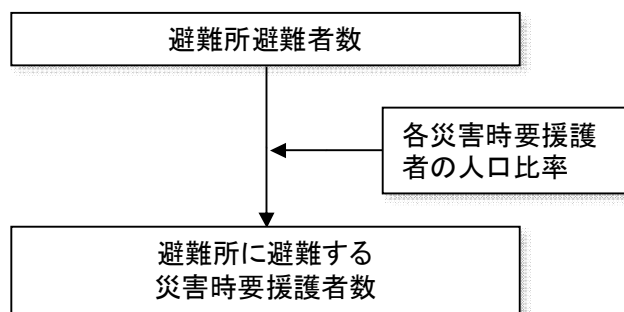 避難所避難者数
各災害時要援護
者の人口比率
避難所に避難する
災害時要援護者数